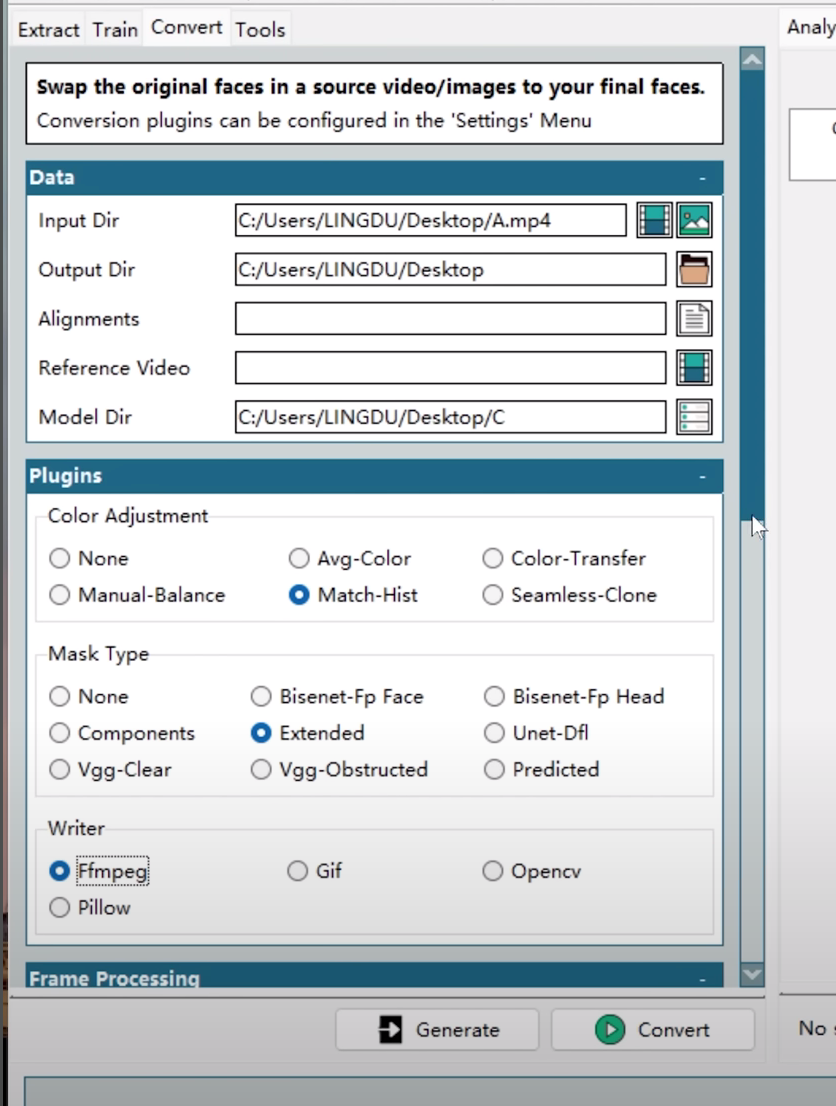 Extract Train Convert Tools
Swap the original faces in a source video/images to your final faces.
Conversion plugins can be configured in the 'Settings' Menu
Data -
Input Dir C:/Users/LINGDU/Desktop/A.mp4
Output Dir C:/Users/LINGDU/Desktop
Alignments
Reference Video
Model Dir C:/Users/LINGDU/Desktop/C
Plugins -
Color Adjustment
None Avg-Color Color-Transfer
Manual-Balance Match-Hist Seamless-Clone
Mask Type
None Bisenet-Fp Face Bisenet-Fp Head
Components Extended Unet-Dfl
Vgg-Clear Vgg-Obstructed Predicted
Writer
Ffmpeg Gif Opencv
Pillow
Frame Processing -
Generate Convert
Analy
No